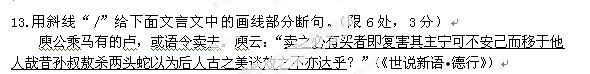 13.用斜线“/”给下面文言文中的画线部分断句。（限6处，3分）
庾公乘马有的点，或语令卖去。庾云：“卖之必有买者即复害其主宁可不安己而移于他
人哉昔孙叔敖杀两头蛇以为后人古之美谈效之不亦达乎？”（《世说新语·德行》）